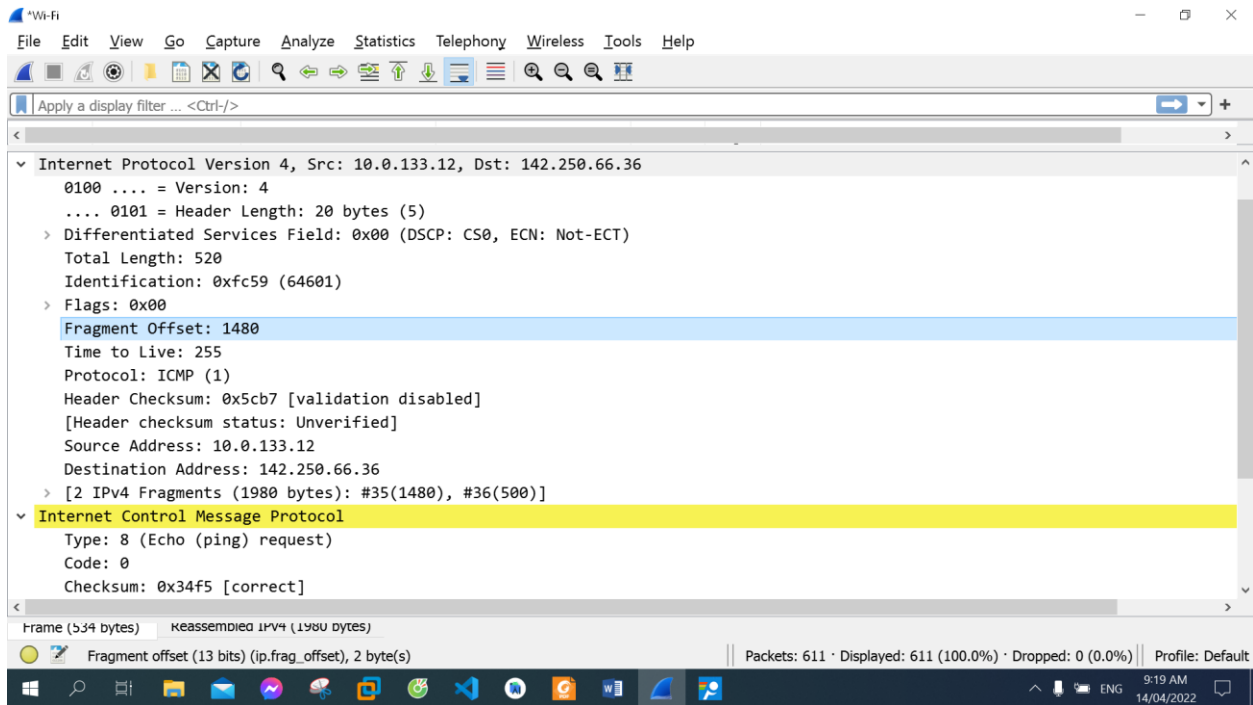 *Wi-Fi
File Edit View Go Capture Analyze Statistics Telephony Wireless Tools Help
Apply a display filter ... <Ctrl-/>
Internet Protocol Version 4, Src: 10.0.133.12, Dst: 142.250.66.36
0100 .... = Version: 4
.... 0101 = Header Length: 20 bytes (5)
Differentiated Services Field: 0x00 (DSCP: CS0, ECN: Not-ECT)
Total Length: 520
Identification: 0xfc59 (64601)
Flags: 0x00
Fragment Offset: 1480
Time to Live: 255
Protocol: ICMP (1)
Header Checksum: 0x5cb7 [validation disabled]
[Header checksum status: Unverified]
Source Address: 10.0.133.12
Destination Address: 142.250.66.36
[2 IPv4 Fragments (1980 bytes): #35(1480), #36(500)]
Internet Control Message Protocol
Type: 8 (Echo (ping) request)
Code: 0
Checksum: 0x34f5 [correct]
Frame (534 bytes) Reassembled IPv4 (1980 bytes)
Fragment offset (13 bits) (ip.frag_offset), 2 byte(s) Packets: 611 · Displayed: 611 (100.0%) · Dropped: 0 (0.0%) Profile: Default
ENG 9:19 AM
14/04/2022